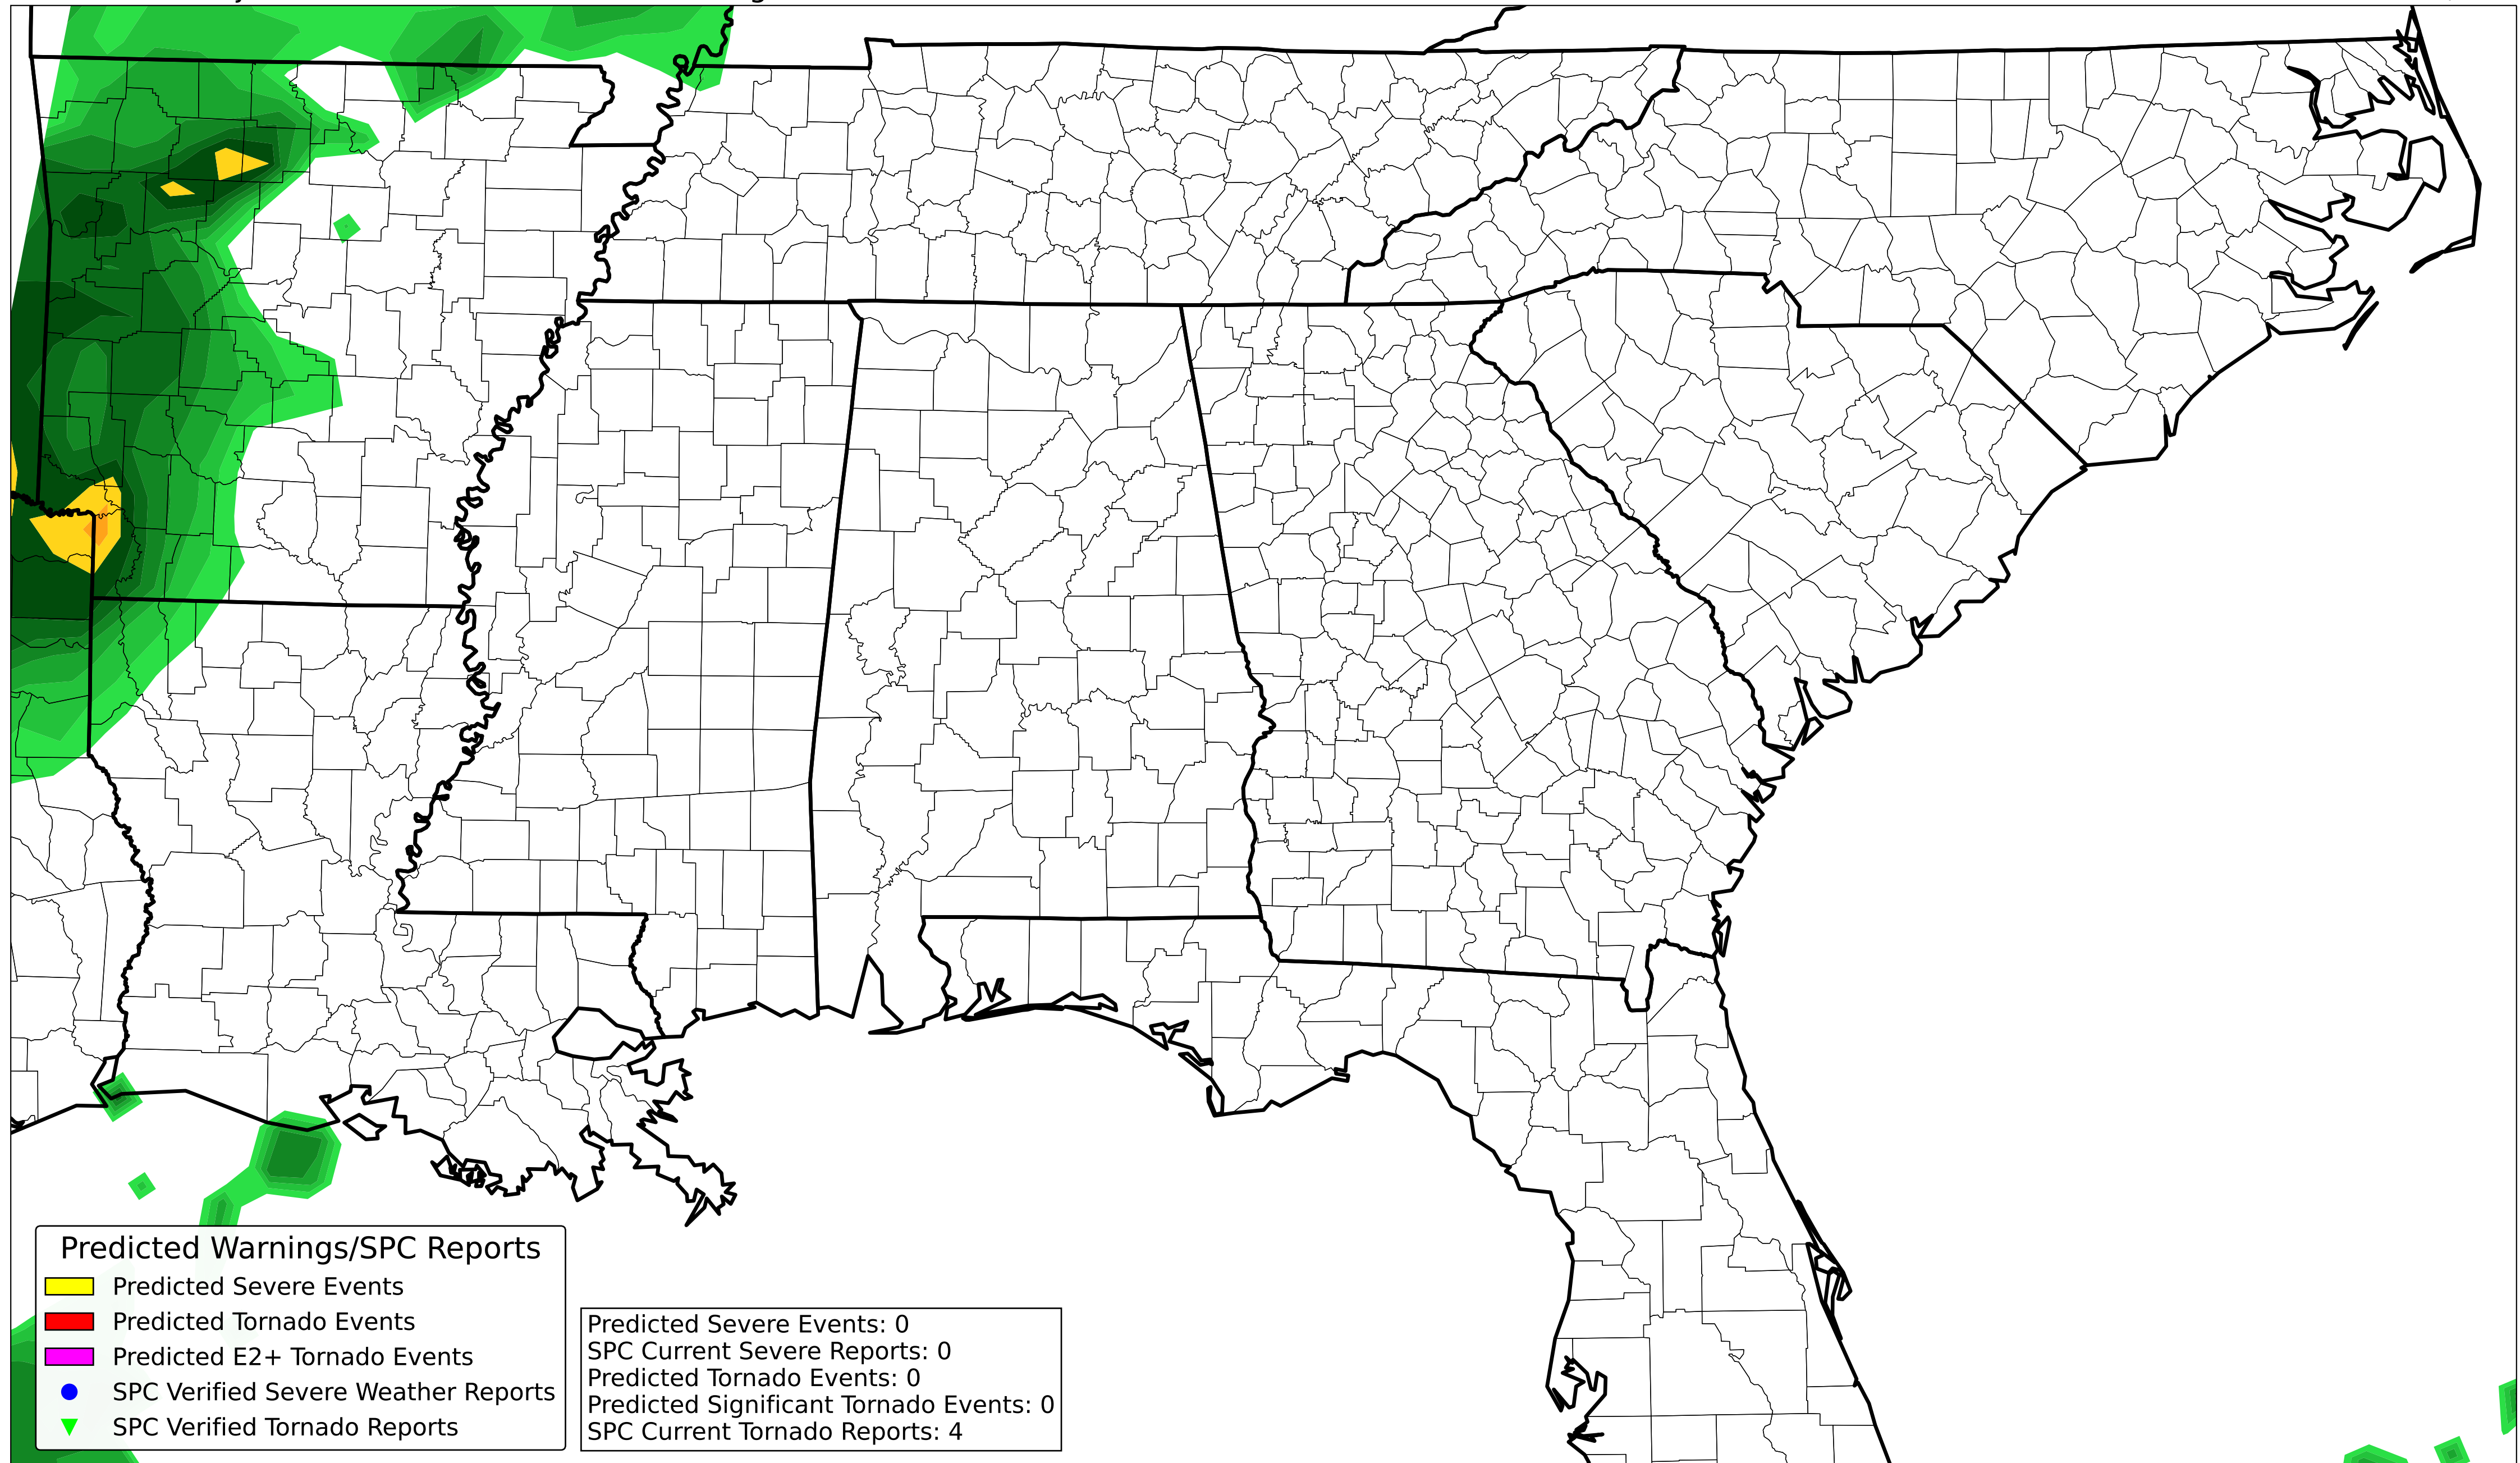 Predicted Warnings/SPC Reports
Predicted Severe Events
Predicted Tornado Events
Predicted E2+ Tornado Events
SPC Verified Severe Weather Reports
SPC Verified Tornado Reports
Predicted Severe Events: 0
SPC Current Severe Reports: 0
Predicted Tornado Events: 0
Predicted Significant Tornado Events: 0
SPC Current Tornado Reports: 4